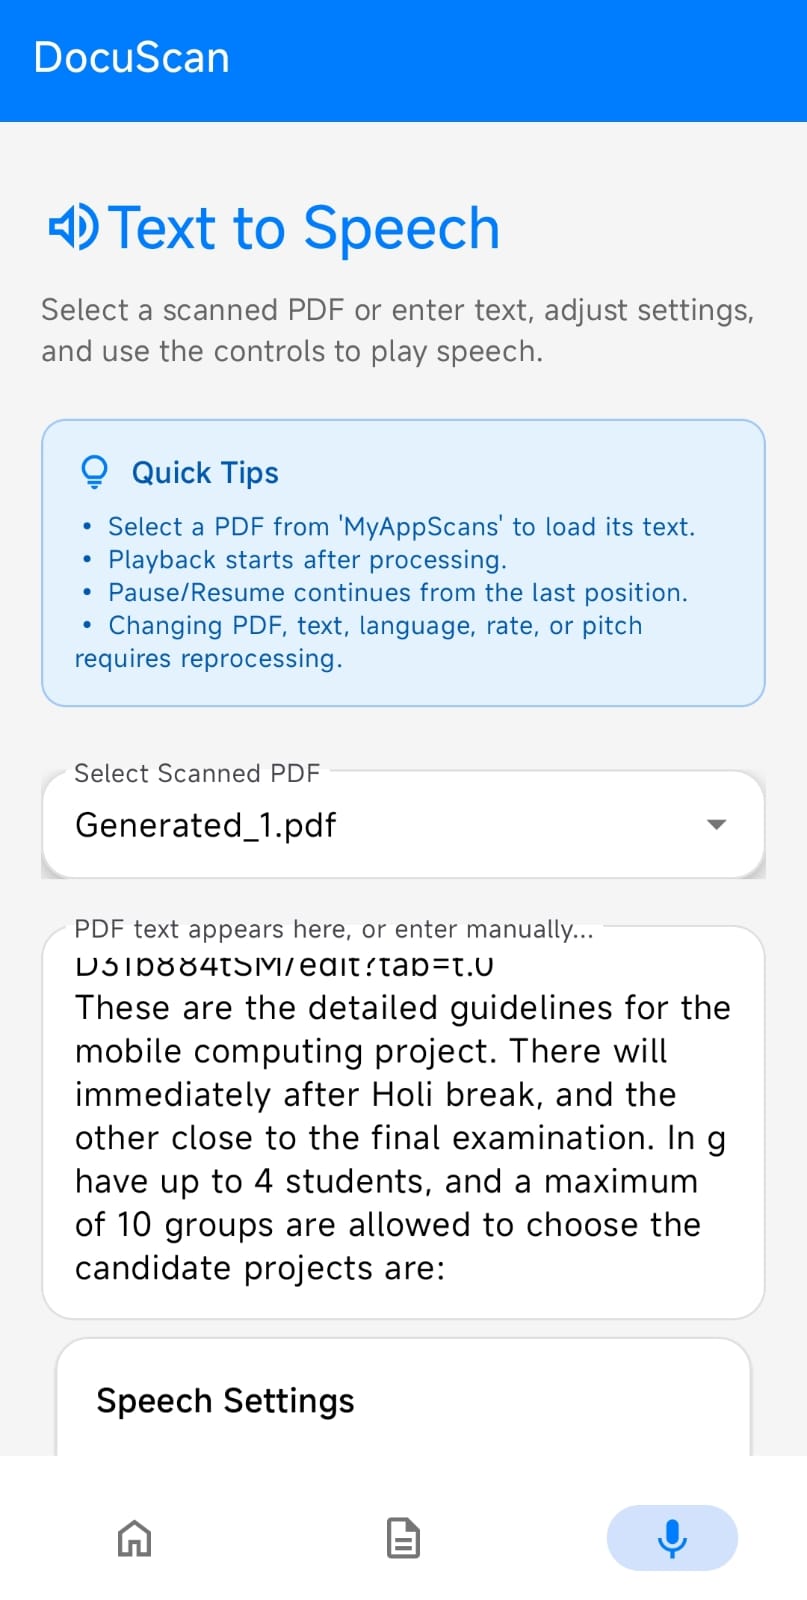 DocuScan
Text to Speech
Select a scanned PDF or enter text, adjust settings,
and use the controls to play speech.
Quick Tips
• Select a PDF from 'MyAppScans' to load its text.
• Playback starts after processing.
• Pause/Resume continues from the last position.
• Changing PDF, text, language, rate, or pitch
requires reprocessing.
Select Scanned PDF
Generated_1.pdf
PDF text appears here, or enter manually...
/edit?tab=t.0
These are the detailed guidelines for the
mobile computing project. There will
immediately after Holi break, and the
other close to the final examination. In g
have up to 4 students, and a maximum
of 10 groups are allowed to choose the
candidate projects are:
Speech Settings